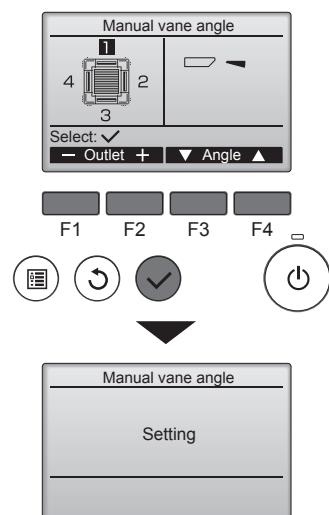 Manual vane angle
1
4 2
3
Select: ✓
− Outlet + ▼ Angle ▲
F1 F2 F3 F4
Manual vane angle
Setting